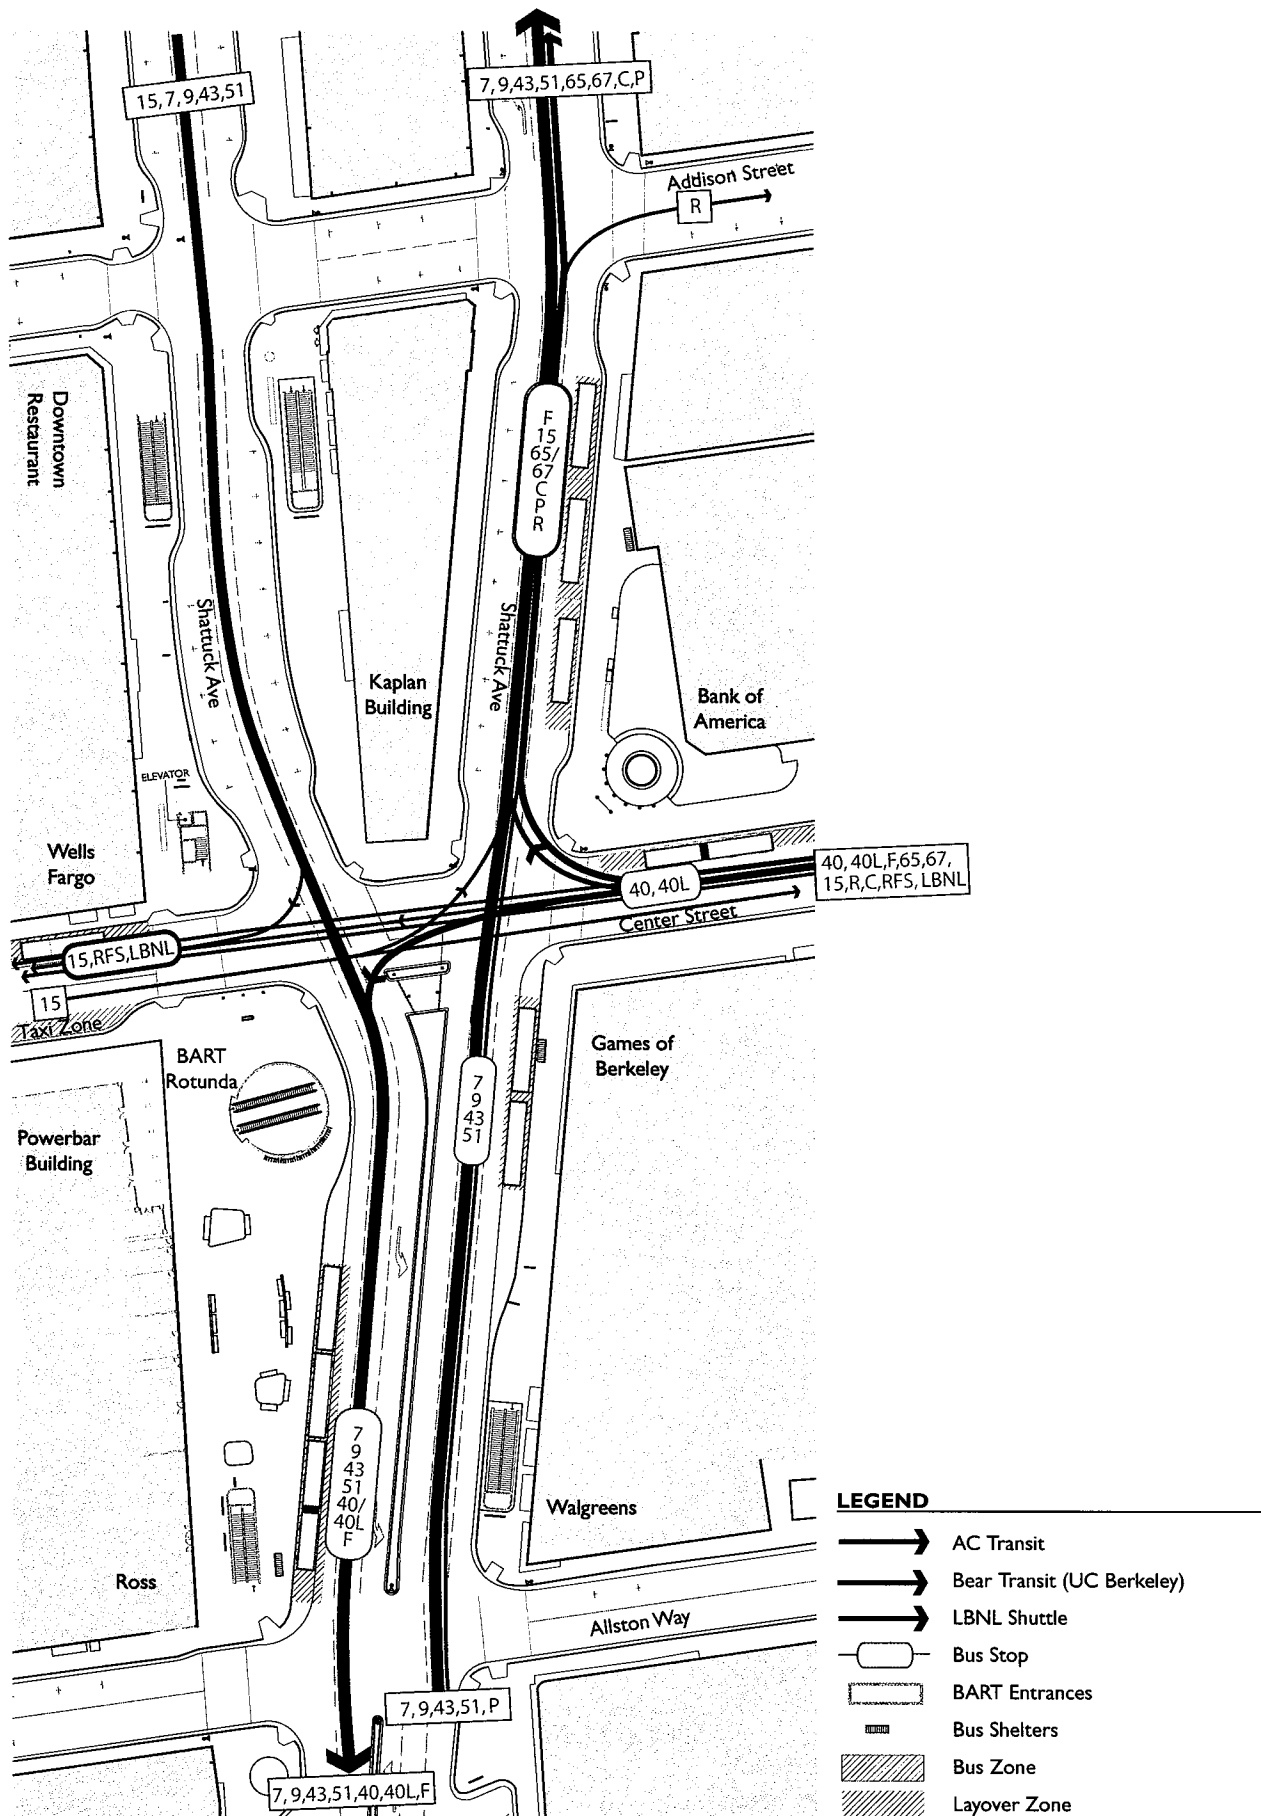 15,7,9,43,51
7,9,43,51,65,67,C,P
Addison Street
R
Downtown
Restaurant
F
15
65/
67
C
P
R
Shattuck Ave
Shattuck Ave
Kaplan
Building
Bank of
America
ELEVATOR
Wells
Fargo
40, 40L
40, 40L,F,65,67,
15,R,C,RFS, LBNL
Center Street
15,RFS,LBNL
15
Taxi Zone
BART
Rotunda
Games of
Berkeley
7
9
43
51
Powerbar
Building
7
9
43
51
40/
40L
F
Walgreens
Ross
Allston Way
7,9,43,51,P
7,9,43,51,40,40L,F
LEGEND
AC Transit
Bear Transit (UC Berkeley)
LBNL Shuttle
Bus Stop
BART Entrances
Bus Shelters
Bus Zone
Layover Zone